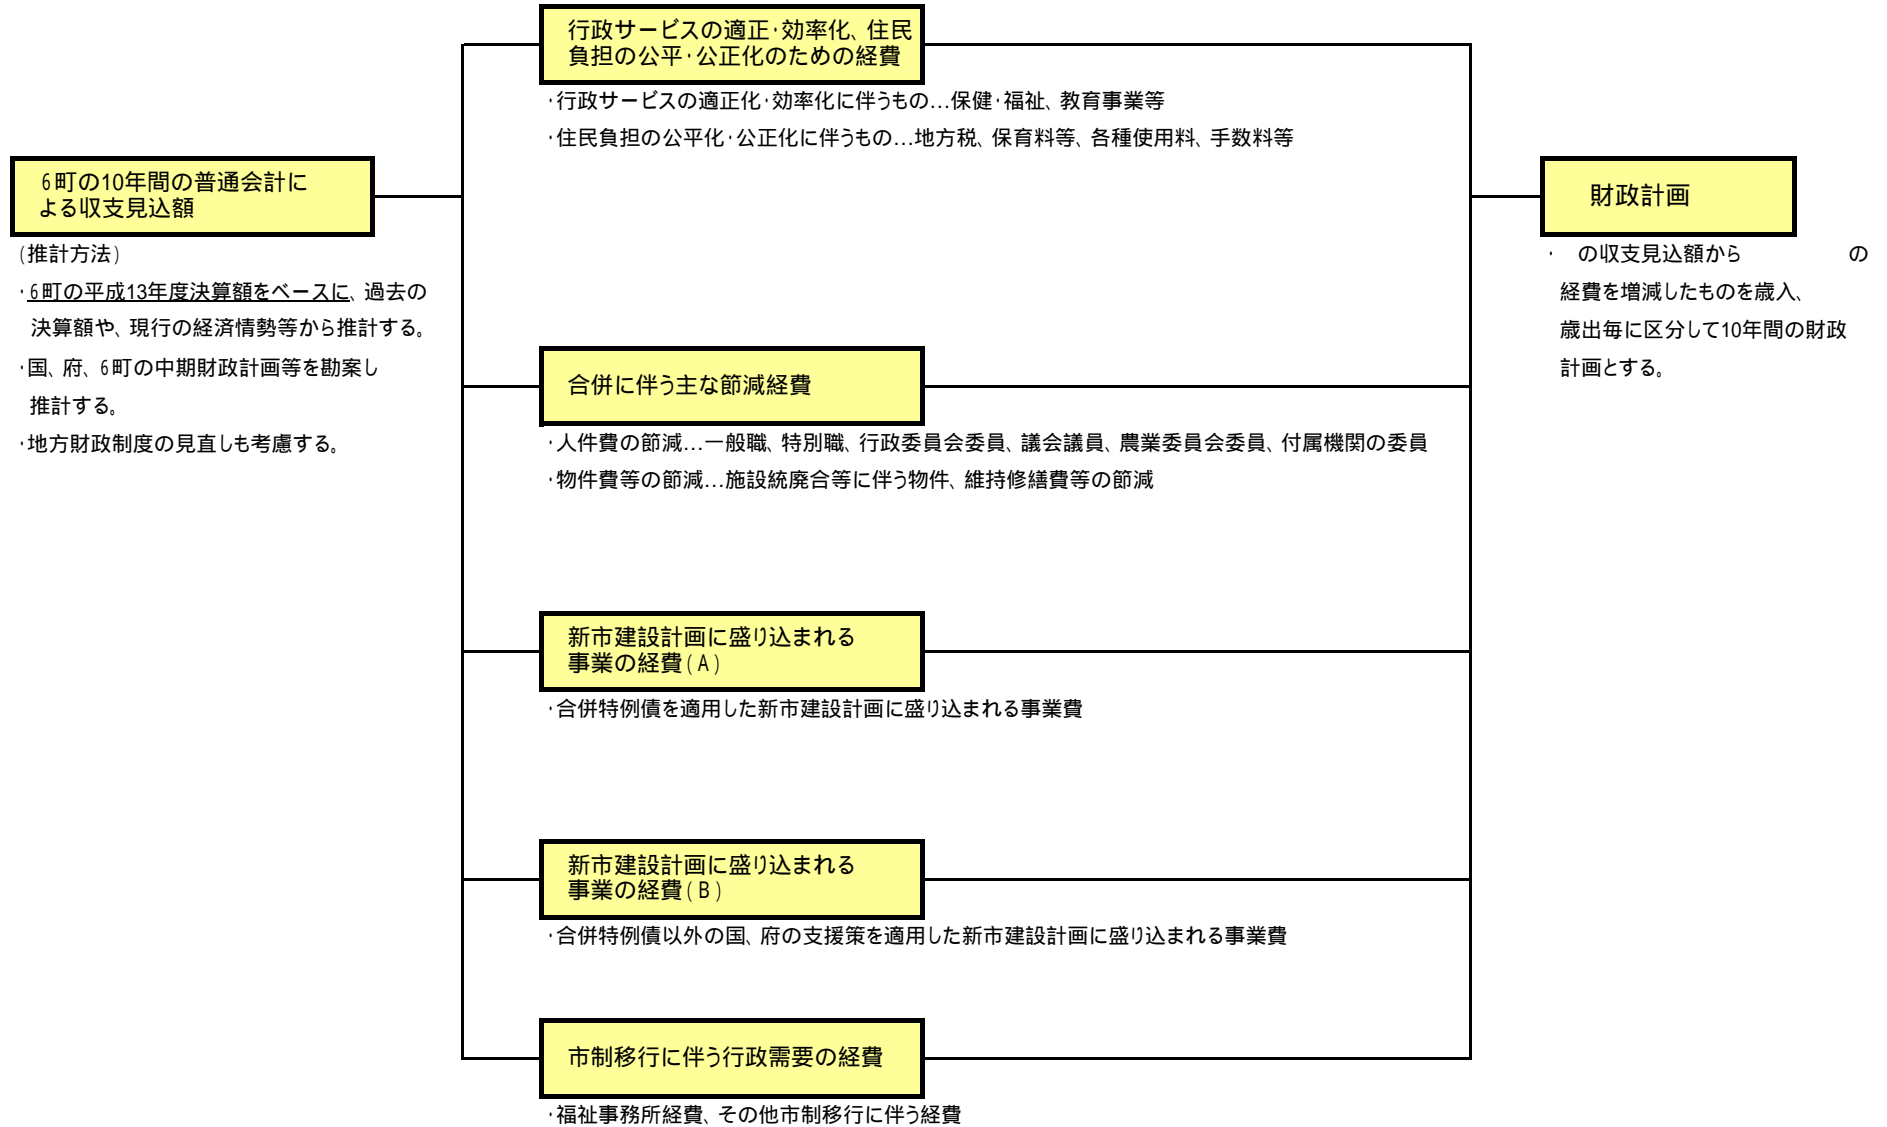 6町の10年間の普通会計に
よる収支見込額
(推計方法)
・6町の平成13年度決算額をベースに、過去の
決算額や、現行の経済情勢等から推計する。
・国、府、6町の中期財政計画等を勘案し
推計する。
・地方財政制度の見直しも考慮する。
行政サービスの適正・効率化、住民
負担の公平・公正化のための経費
・行政サービスの適正化・効率化に伴うもの…保健・福祉、教育事業等
・住民負担の公平化・公正化に伴うもの…地方税、保育料等、各種使用料、手数料等
合併に伴う主な節減経費
・人件費の節減…一般職、特別職、行政委員会委員、議会議員、農業委員会委員、付属機関の委員
・物件費等の節減…施設統廃合等に伴う物件、維持修繕費等の節減
新市建設計画に盛り込まれる
事業の経費(A)
・合併特例債を適用した新市建設計画に盛り込まれる事業費
新市建設計画に盛り込まれる
事業の経費(B)
・合併特例債以外の国、府の支援策を適用した新市建設計画に盛り込まれる事業費
市制移行に伴う行政需要の経費
・福祉事務所経費、その他市制移行に伴う経費
財政計画
・　の収支見込額から　　　　　の
経費を増減したものを歳入、
歳出毎に区分して10年間の財政
計画とする。